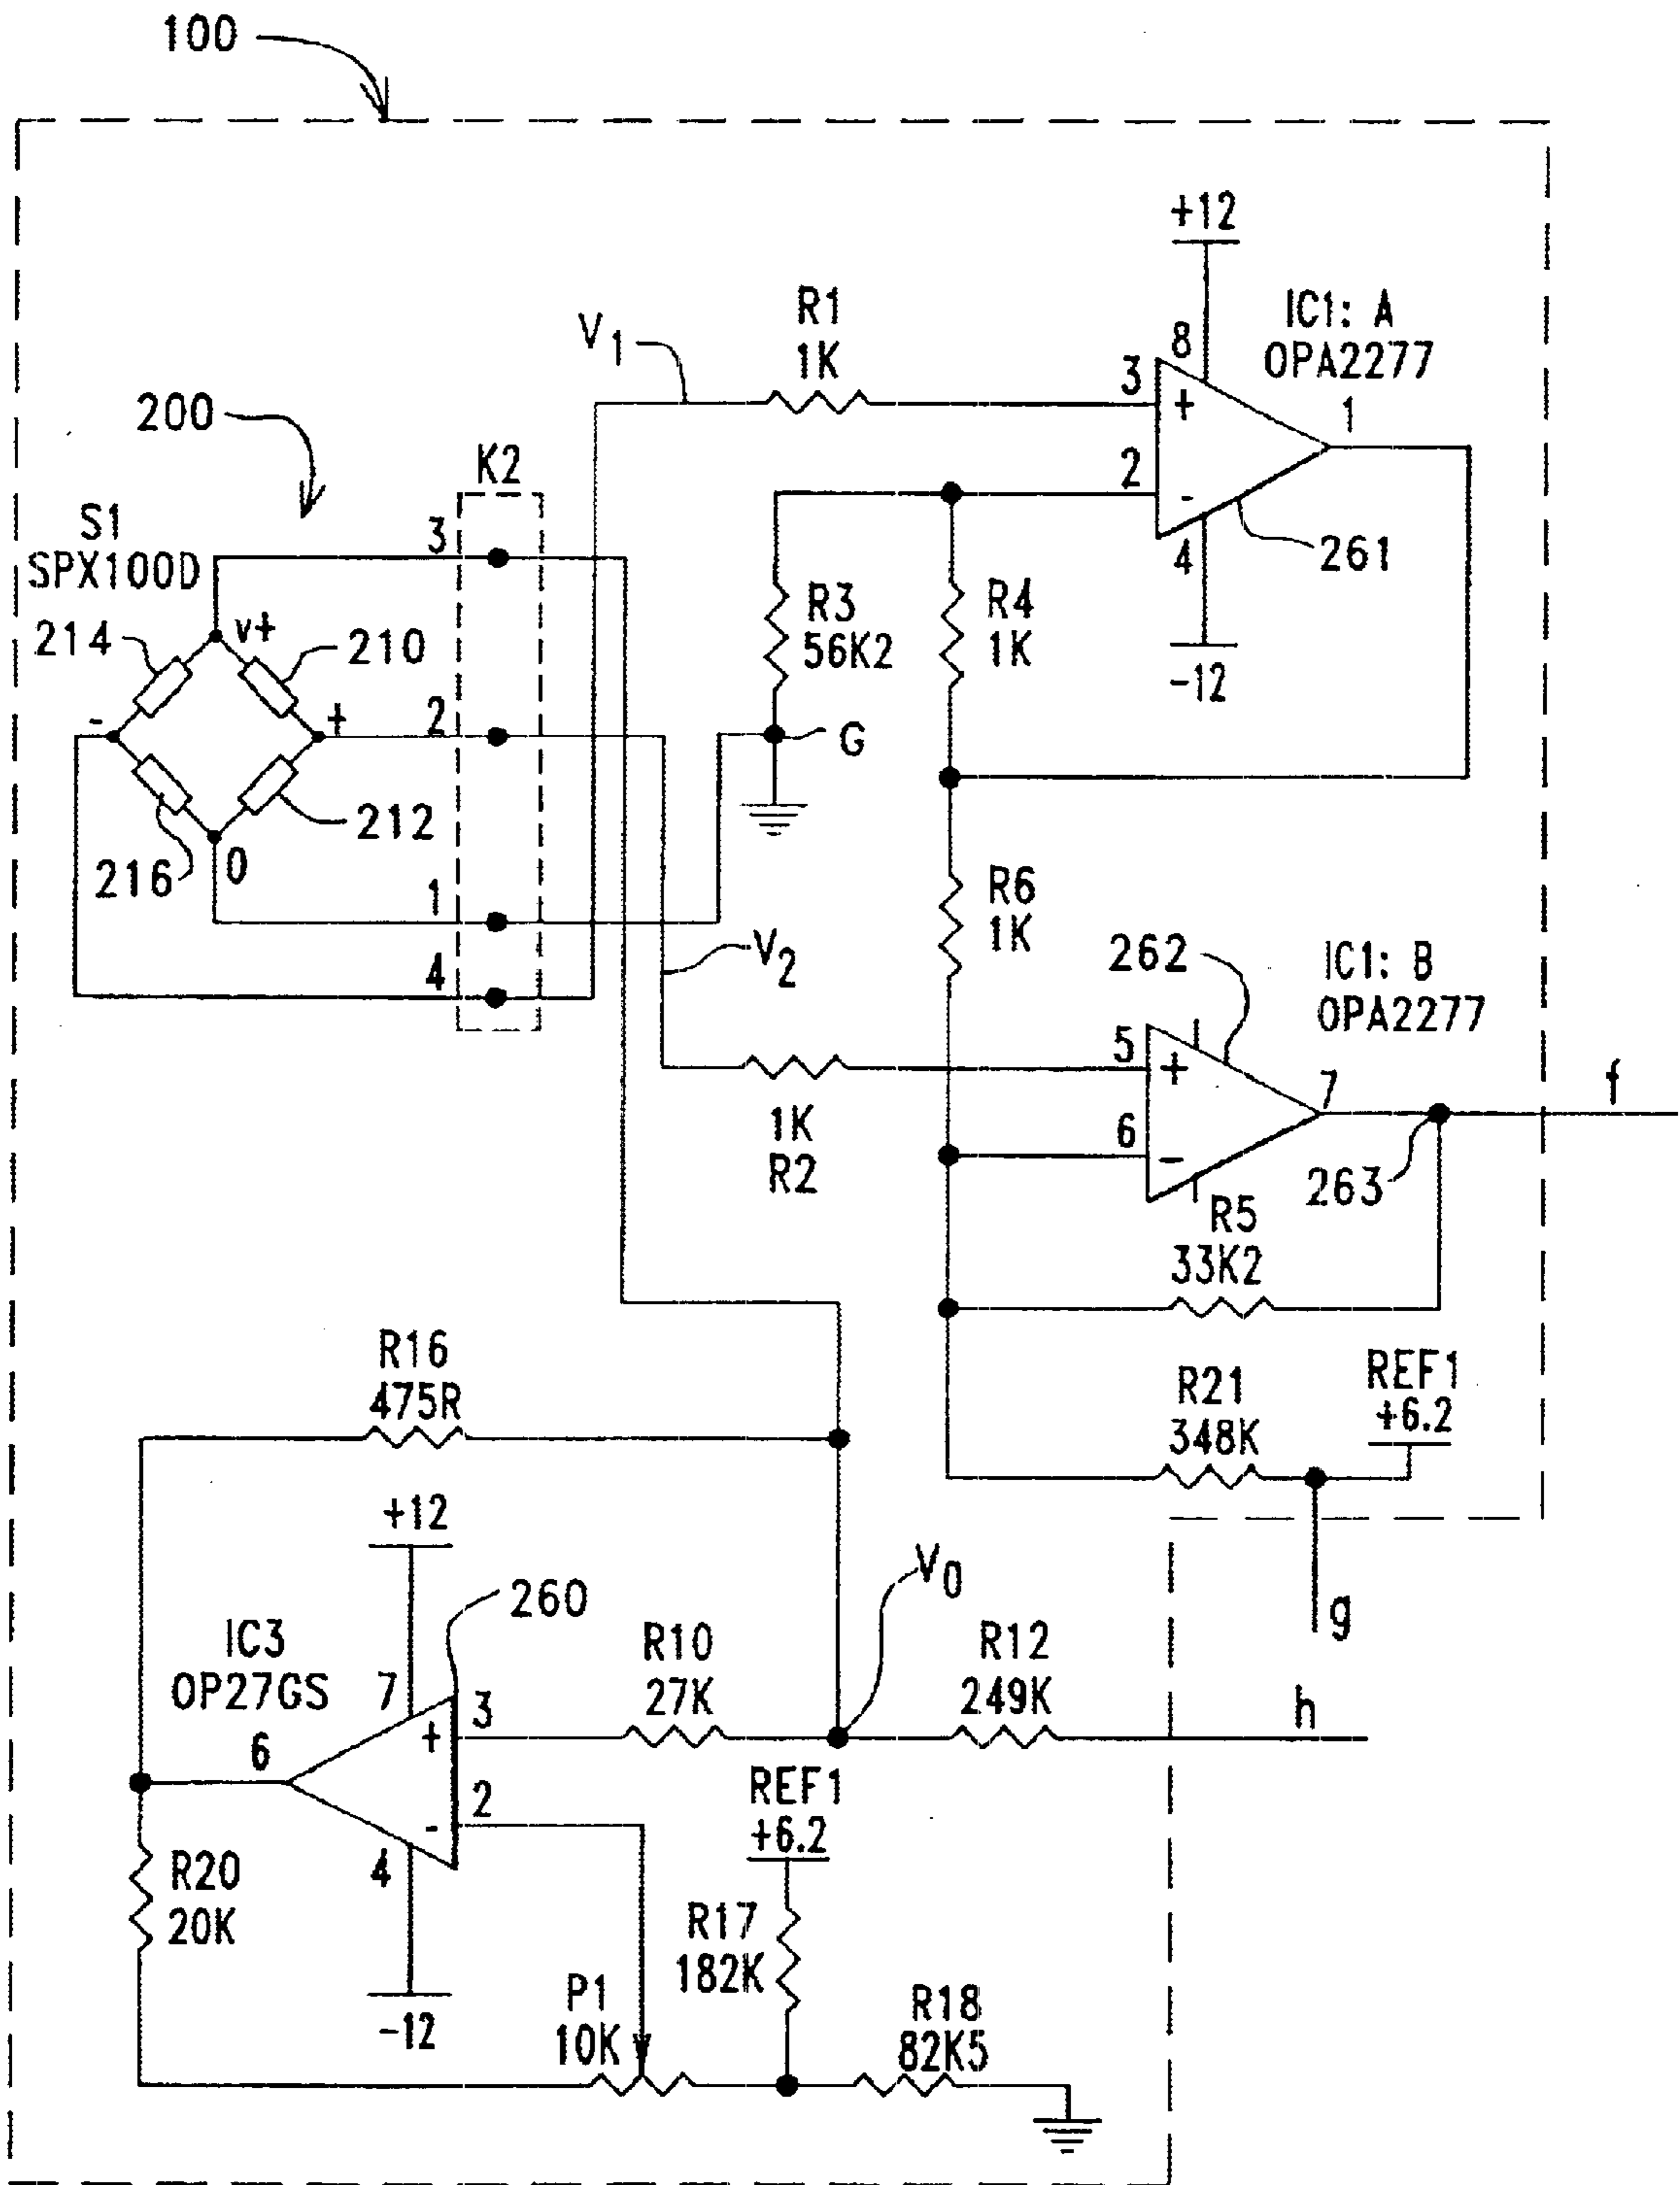 100
+12
IC1: A
OPA2277
R1
1K
V1
8
3
+
1
2
-
4
261
-12
200
K2
S1
SPX100D
3
v+
214
210
-
+
2
R3
56K2
R4
1K
G
212
216
0
1
4
V2
R6
1K
262
IC1: B
OPA2277
5
+
7
f
6
-
263
1K
R2
R5
33K2
R16
475R
R21
348K
REF1
+6.2
g
+12
260
V0
IC3
OP27GS
7
6
+
3
R10
27K
R12
249K
h
2
-
4
REF1
+6.2
R20
20K
R17
182K
-12
P1
10K
R18
82K5